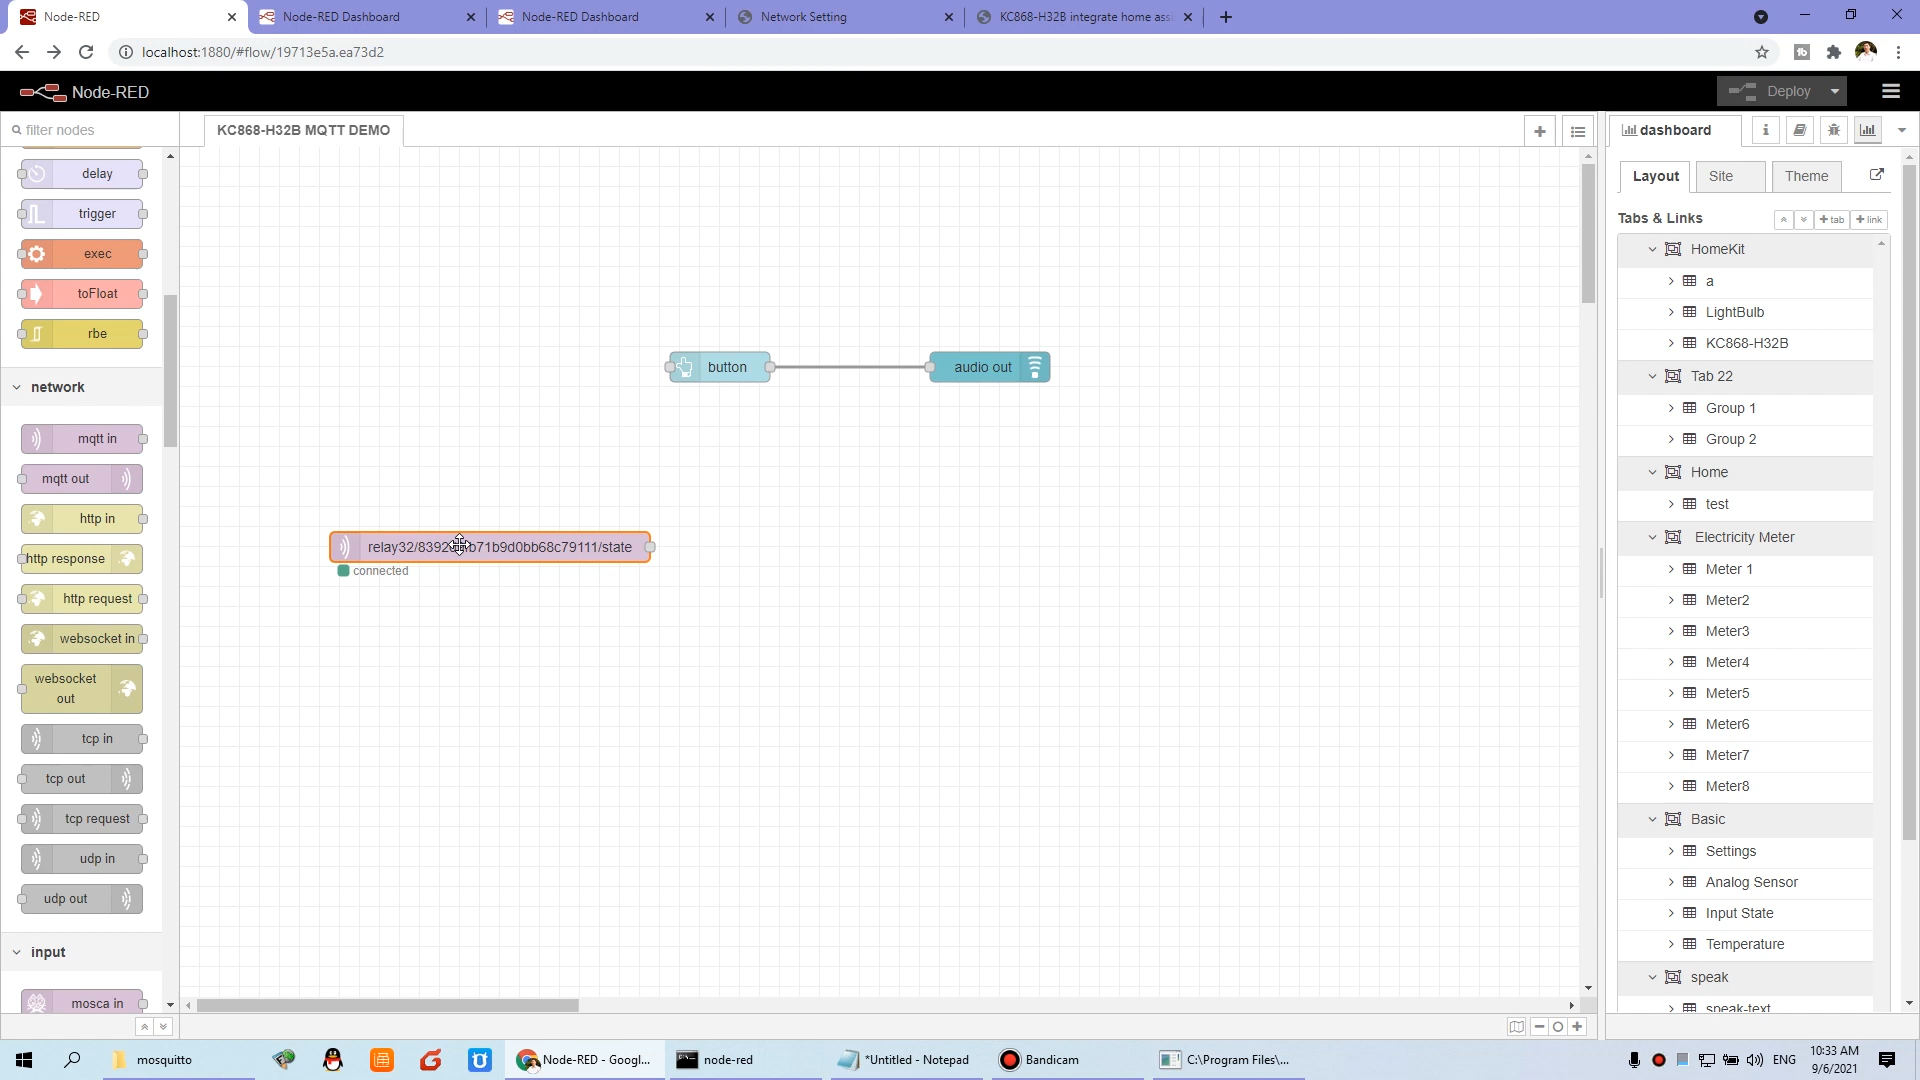 Node-RED
Node-RED Dashboard
Node-RED Dashboard
Network Setting
KC868-H32B integrate home ass
localhost:1880/#flow/19713e5a.ea73d2
Node-RED
Deploy
filter nodes
KC868-H32B MQTT DEMO
dashboard
delay
trigger
exec
toFloat
rbe
network
mqtt in
mqtt out
http in
http response
http request
websocket in
websocket
out
tcp in
tcp out
tcp request
udp in
udp out
input
mosca in
button
audio out
connected
Layout
Site
Theme
Tabs & Links
+ tab
+ link
HomeKit
a
LightBulb
KC868-H32B
Tab 22
Group 1
Group 2
Home
test
Electricity Meter
Meter 1
Meter2
Meter3
Meter4
Meter5
Meter6
Meter7
Meter8
Basic
Settings
Analog Sensor
Input State
Temperature
speak
speak-text
mosquitto
Node-RED - Googl...
node-red
*Untitled - Notepad
Bandicam
C:\Program Files\...
ENG
10:33 AM
9/6/2021